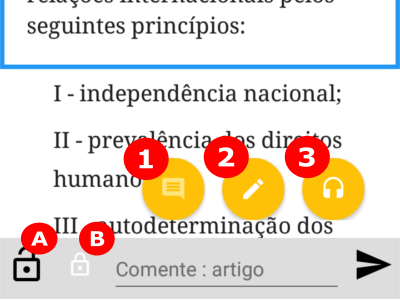 relações internacionais pelos
seguintes princípios:
I - independência nacional;
II - prevalência dos direitos
humano
III - autodeterminação dos
1
2
3
A
B
Comente : artigo